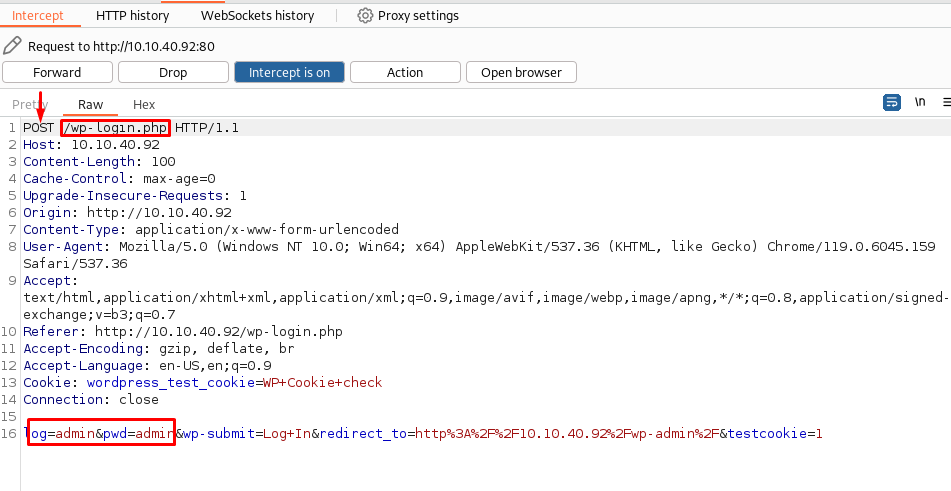 Intercept HTTP history WebSockets history Proxy settings
Request to http://10.10.40.92:80
Forward Drop Intercept is on Action Open browser
Pretty Raw Hex \n
1 POST /wp-login.php HTTP/1.1
2 Host: 10.10.40.92
3 Content-Length: 100
4 Cache-Control: max-age=0
5 Upgrade-Insecure-Requests: 1
6 Origin: http://10.10.40.92
7 Content-Type: application/x-www-form-urlencoded
8 User-Agent: Mozilla/5.0 (Windows NT 10.0; Win64; x64) AppleWebKit/537.36 (KHTML, like Gecko) Chrome/119.0.6045.159
Safari/537.36
9 Accept:
text/html,application/xhtml+xml,application/xml;q=0.9,image/avif,image/webp,image/apng,*/*;q=0.8,application/signed-
exchange;v=b3;q=0.7
10 Referer: http://10.10.40.92/wp-login.php
11 Accept-Encoding: gzip, deflate, br
12 Accept-Language: en-US,en;q=0.9
13 Cookie: wordpress_test_cookie=WP+Cookie+check
14 Connection: close
15
16 log=admin&pwd=admin&wp-submit=Log+In&redirect_to=http%3A%2F%2F10.10.40.92%2Fwp-admin%2F&testcookie=1